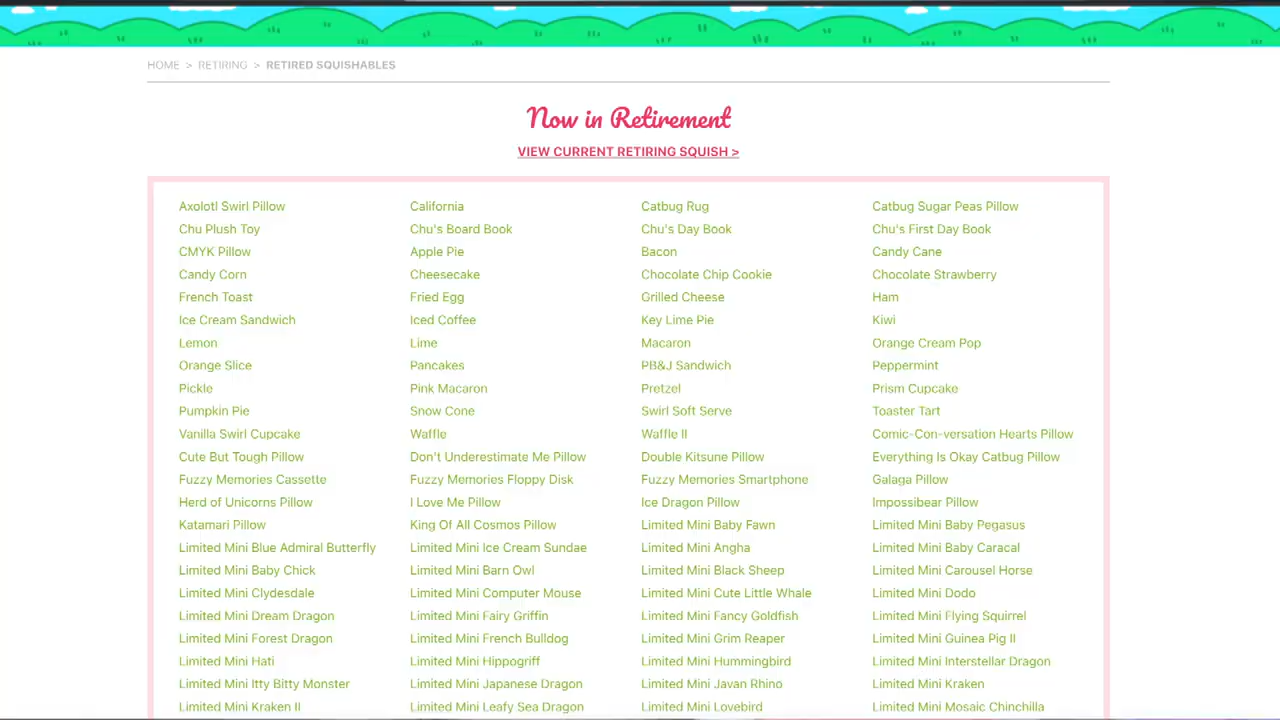 HOME > RETIRING > RETIRED SQUISHABLES
Now in Retirement
VIEW CURRENT RETIRING SQUISH >
Axolotl Swirl Pillow California Catbug Rug Catbug Sugar Peas Pillow
Chu Plush Toy Chu's Board Book Chu's Day Book Chu's First Day Book
CMYK Pillow Apple Pie Bacon Candy Cane
Candy Corn Cheesecake Chocolate Chip Cookie Chocolate Strawberry
French Toast Fried Egg Grilled Cheese Ham
Ice Cream Sandwich Iced Coffee Key Lime Pie Kiwi
Lemon Lime Macaron Orange Cream Pop
Orange Slice Pancakes PB&J Sandwich Peppermint
Pickle Pink Macaron Pretzel Prism Cupcake
Pumpkin Pie Snow Cone Swirl Soft Serve Toaster Tart
Vanilla Swirl Cupcake Waffle Waffle II Comic-Con-versation Hearts Pillow
Cute But Tough Pillow Don't Underestimate Me Pillow Double Kitsune Pillow Everything Is Okay Catbug Pillow
Fuzzy Memories Cassette Fuzzy Memories Floppy Disk Fuzzy Memories Smartphone Galaga Pillow
Herd of Unicorns Pillow I Love Me Pillow Ice Dragon Pillow Impossibear Pillow
Katamari Pillow King Of All Cosmos Pillow Limited Mini Baby Fawn Limited Mini Baby Pegasus
Limited Mini Blue Admiral Butterfly Limited Mini Ice Cream Sundae Limited Mini Angha Limited Mini Baby Caracal
Limited Mini Baby Chick Limited Mini Barn Owl Limited Mini Black Sheep Limited Mini Carousel Horse
Limited Mini Clydesdale Limited Mini Computer Mouse Limited Mini Cute Little Whale Limited Mini Dodo
Limited Mini Dream Dragon Limited Mini Fairy Griffin Limited Mini Fancy Goldfish Limited Mini Flying Squirrel
Limited Mini Forest Dragon Limited Mini French Bulldog Limited Mini Grim Reaper Limited Mini Guinea Pig II
Limited Mini Hati Limited Mini Hippogriff Limited Mini Hummingbird Limited Mini Interstellar Dragon
Limited Mini Itty Bitty Monster Limited Mini Japanese Dragon Limited Mini Javan Rhino Limited Mini Kraken
Limited Mini Kraken II Limited Mini Leafy Sea Dragon Limited Mini Lovebird Limited Mini Mosaic Chinchilla